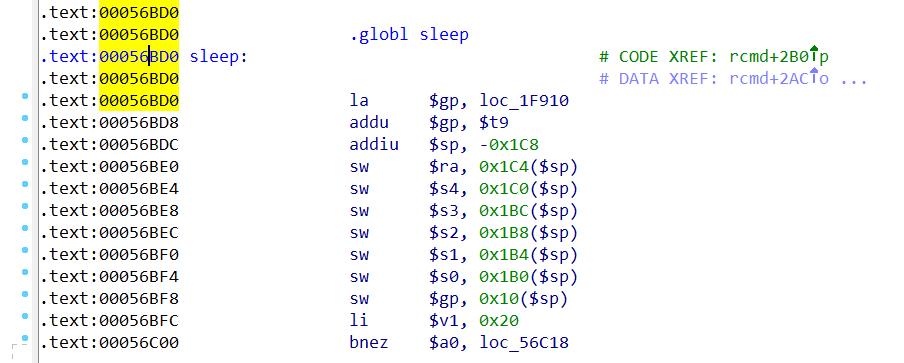 .text:00056BD0
.text:00056BD0 .globl sleep
.text:00056BD0 sleep: # CODE XREF: rcmd+2B0↑p
.text:00056BD0 # DATA XREF: rcmd+2AC↑o ...
.text:00056BD0 la $gp, loc_1F910
.text:00056BD8 addu $gp, $t9
.text:00056BDC addiu $sp, -0x1C8
.text:00056BE0 sw $ra, 0x1C4($sp)
.text:00056BE4 sw $s4, 0x1C0($sp)
.text:00056BE8 sw $s3, 0x1BC($sp)
.text:00056BEC sw $s2, 0x1B8($sp)
.text:00056BF0 sw $s1, 0x1B4($sp)
.text:00056BF4 sw $s0, 0x1B0($sp)
.text:00056BF8 sw $gp, 0x10($sp)
.text:00056BFC li $v1, 0x20
.text:00056C00 bnez $a0, loc_56C18